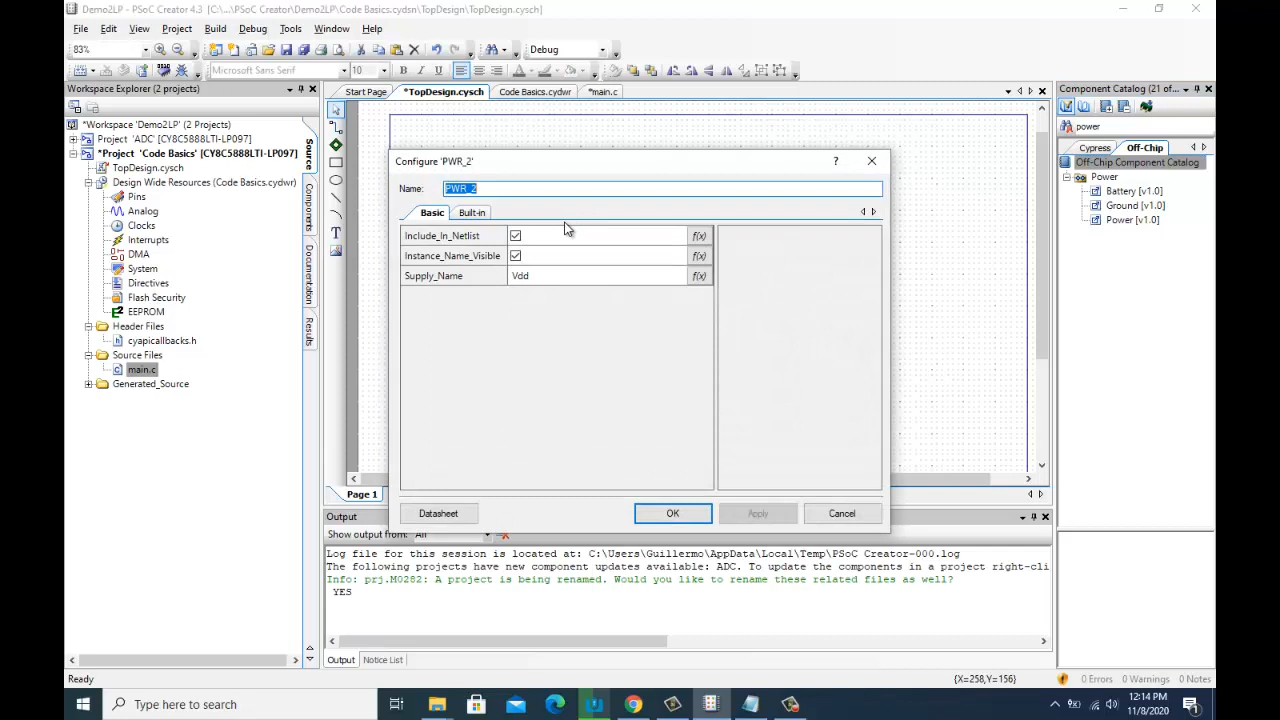 Demo2LP - PSoC Creator 4.3 [C:\...\Demo2LP\Code Basics.cydsn\TopDesign\TopDesign.cysch]
File Edit View Project Build Debug Tools Window Help
83% Debug
Microsoft Sans Serif 10 B I U A
Workspace Explorer (2 projects)
Start Page *TopDesign.cysch Code Basics.cydwr *main.c
Component Catalog (21 of...
*Workspace 'Demo2LP' (2 Projects)
Project 'ADC' [CY8C5888LTI-LP097]
*Project 'Code Basics' [CY8C5888LTI-LP097]
TopDesign.cysch
Design Wide Resources (Code Basics.cydwr)
Pins
Analog
Clocks
Interrupts
DMA
System
Directives
Flash Security
EEPROM
Header Files
cyapicallbacks.h
Source Files
main.c
Generated_Source
Source
Components
Documentation
Results
Configure 'PWR_2'
?
Name: PWR_2
Basic Built-in
Include_In_Netlist f(x)
Instance_Name_Visible f(x)
Supply_Name Vdd f(x)
Datasheet OK Apply Cancel
power
Cypress Off-Chip
Off-Chip Component Catalog
Power
Battery [v1.0]
Ground [v1.0]
Power [v1.0]
Page 1
Output
Show output from: All
Log file for this session is located at: C:\Users\Guillermo\AppData\Local\Temp\PSoC Creator-000.log
The following projects have new component updates available: ADC. To update the components in a project right-cli
Info: prj.M0282: A project is being renamed. Would you like to rename these related files as well?
YES
Output Notice List
Ready {X=258,Y=156} 0 Errors 0 Warnings 0 Notes
Type here to search
12:14 PM
11/8/2020
1